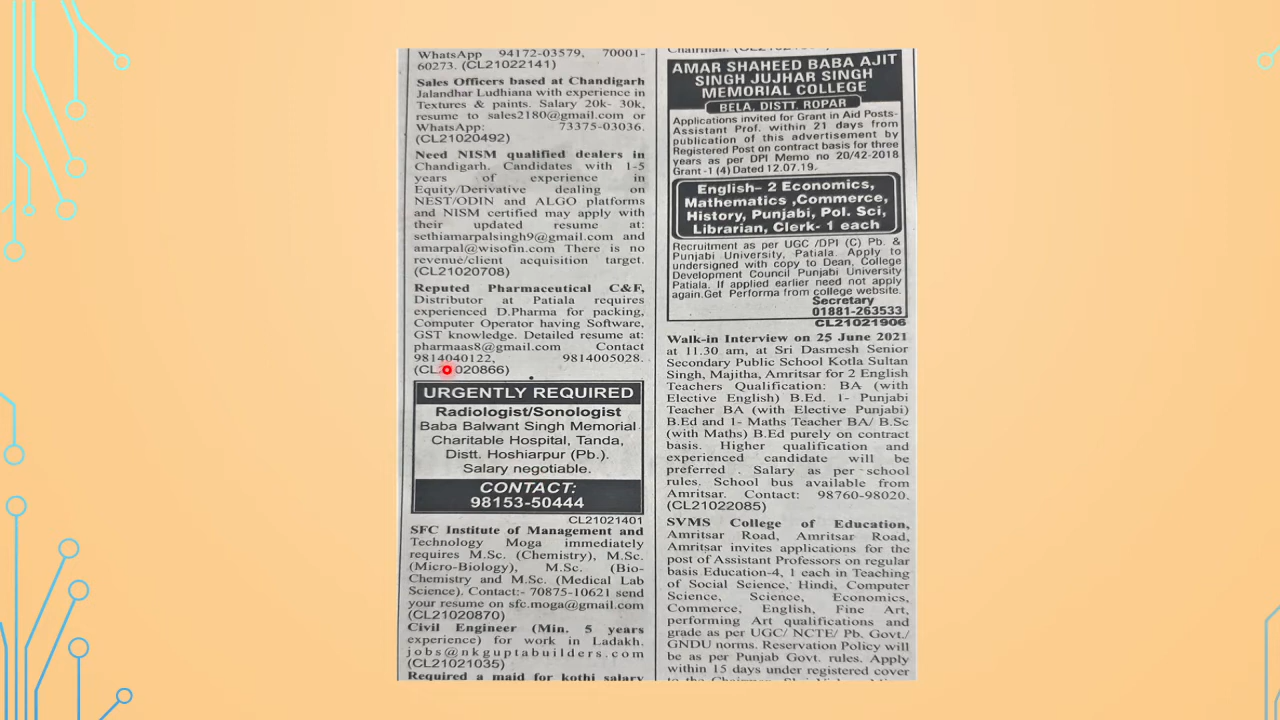 WhatsApp 94172-03579, 70001-
60273. (CL21022141)
Sales Officers based at Chandigarh
Jalandhar Ludhiana with experience in
Textures & paints. Salary 20k- 30k,
resume to sales2180@gmail.com or
WhatsApp: 73375-03036.
(CL21020492)
Need NISM qualified dealers in
Chandigarh. Candidates with 1-5
years of experience in
Equity/Derivative dealing on
NEST/ODIN and ALGO platforms
and NISM certified may apply with
their updated resume at:
sethiamarpalsingh9@gmail.com and
amarpal@wisofin.com There is no
revenue/client acquisition target.
(CL21020708)
Reputed Pharmaceutical C&F,
Distributor at Patiala requires
experienced D.Pharma for packing,
Computer Operator having Software,
GST knowledge. Detailed resume at:
pharmaas8@gmail.com Contact
9814040122, 9814005028.
(CL21020866)
URGENTLY REQUIRED
Radiologist/Sonologist
Baba Balwant Singh Memorial
Charitable Hospital, Tanda,
Distt. Hoshiarpur (Pb.).
Salary negotiable.
CONTACT:
98153-50444
CL21021401
SFC Institute of Management and
Technology Moga immediately
requires M.Sc. (Chemistry), M.Sc.
(Micro-Biology), M.Sc. (Bio-
Chemistry and M.Sc. (Medical Lab
Science). Contact:- 70875-10621 send
your resume on sfc.moga@gmail.com
(CL21020870)
Civil Engineer (Min. 5 years
experience) for work in Ladakh.
jobs@nkguptabuilders.com
(CL21021035)
Required a maid for kothi salary
Chairman.
AMAR SHAHEED BABA AJIT
SINGH JUJHAR SINGH
MEMORIAL COLLEGE
BELA, DISTT. ROPAR
Applications invited for Grant in Aid Posts-
Assistant Prof. within 21 days from
publication of this advertisement by
Registered Post on contract basis for three
years as per DPI Memo no 20/42-2018
Grant -1 (4) Dated 12.07.19.
English– 2 Economics,
Mathematics ,Commerce,
History, Punjabi, Pol. Sci,
Librarian, Clerk- 1 each
Recruitment as per UGC /DPI (C) Pb. &
Punjabi University, Patiala. Apply to
undersigned with copy to Dean, College
Development Council Punjabi University
Patiala. If applied earlier need not apply
again.Get Performa from college website.
Secretary
01881-263533
CL21021906
Walk-in Interview on 25 June 2021
at 11.30 am, at Sri Dasmesh Senior
Secondary Public School Kotla Sultan
Singh, Majitha, Amritsar for 2 English
Teachers Qualification: BA (with
Elective English) B.Ed. 1- Punjabi
Teacher BA (with Elective Punjabi)
B.Ed and 1- Maths Teacher BA/ B.Sc
(with Maths) B.Ed purely on contract
basis. Higher qualification and
experienced candidate will be
preferred . Salary as per school
rules. School bus available from
Amritsar. Contact: 98760-98020.
(CL21022085)
SVMS College of Education,
Amritsar Road, Amritsar Road,
Amritsar invites applications for the
post of Assistant Professors on regular
basis Education-4, 1 each in Teaching
of Social Science, Hindi, Computer
Science, Science, Economics,
Commerce, English, Fine Art,
performing Art qualifications and
grade as per UGC/ NCTE/ Pb. Govt./
GNDU norms. Reservation Policy will
be as per Punjab Govt. rules. Apply
within 15 days under registered cover